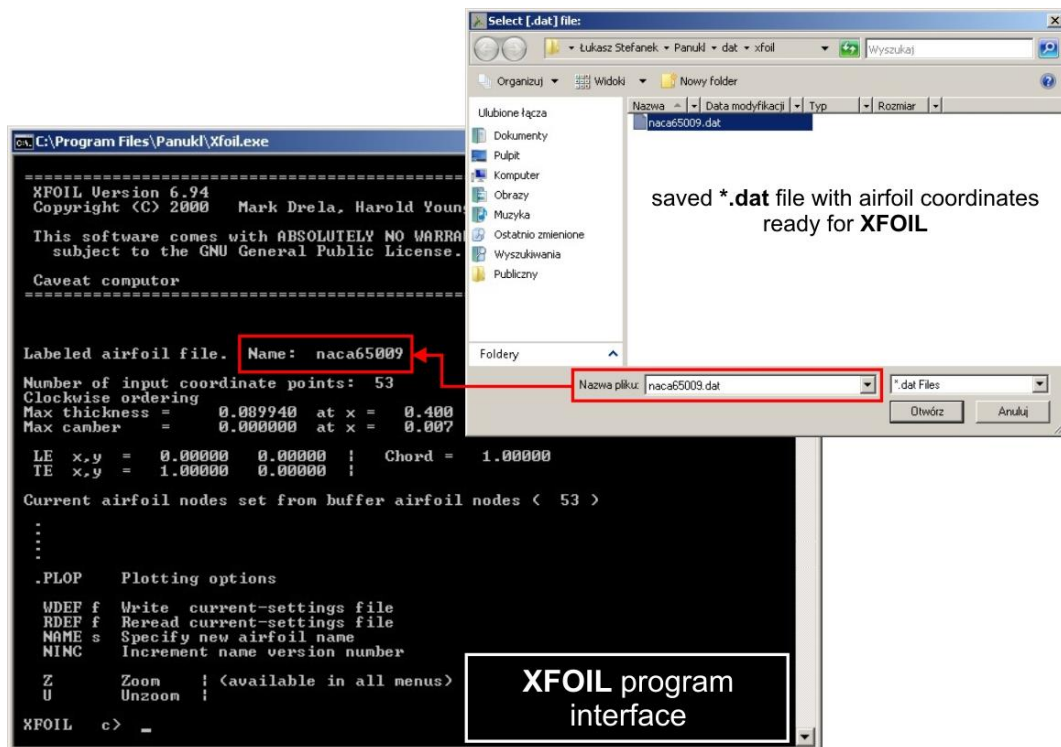 Select [.dat] file:
Łukasz Stefanek Panukl dat xfoil
Wyszukaj
Organizuj Widoki Nowy folder
Ulubione łącza
Dokumenty
Pulpit
Komputer
Obrazy
Muzyka
Ostatnio zmienione
Wyszukiwania
Publiczny
Foldery
Nazwa Data modyfikacji Typ Rozmiar
naca65009.dat
saved *.dat file with airfoil coordinates
ready for XFOIL
Nazwa pliku: naca65009.dat
*.dat Files
Otwórz Anuluj
C:\Program Files\Panukl\Xfoil.exe
===================================================
XFOIL Version 6.94
Copyright (C) 2000 Mark Drela, Harold
This software comes with ABSOLUTELY NO
subject to the GNU General Public License.
Caveat computor
===================================================
Labeled airfoil file. Name: naca65009
Number of input coordinate points: 53
Clockwise ordering
Max thickness = 0.089940 at x = 0.400
Max camber = 0.000000 at x = 0.007
LE x,y = 0.00000 0.00000 | Chord = 1.00000
TE x,y = 1.00000 0.00000 |
Current airfoil nodes set from buffer airfoil nodes ( 53 )
.PLOP Plotting options
WDEF f Write current-settings file
RDEF f Reread current-settings file
NAME s Specify new airfoil name
NINC Increment name version number
Z Zoom | (available in all menus)
U Unzoom |
XFOIL c> _
XFOIL program
interface